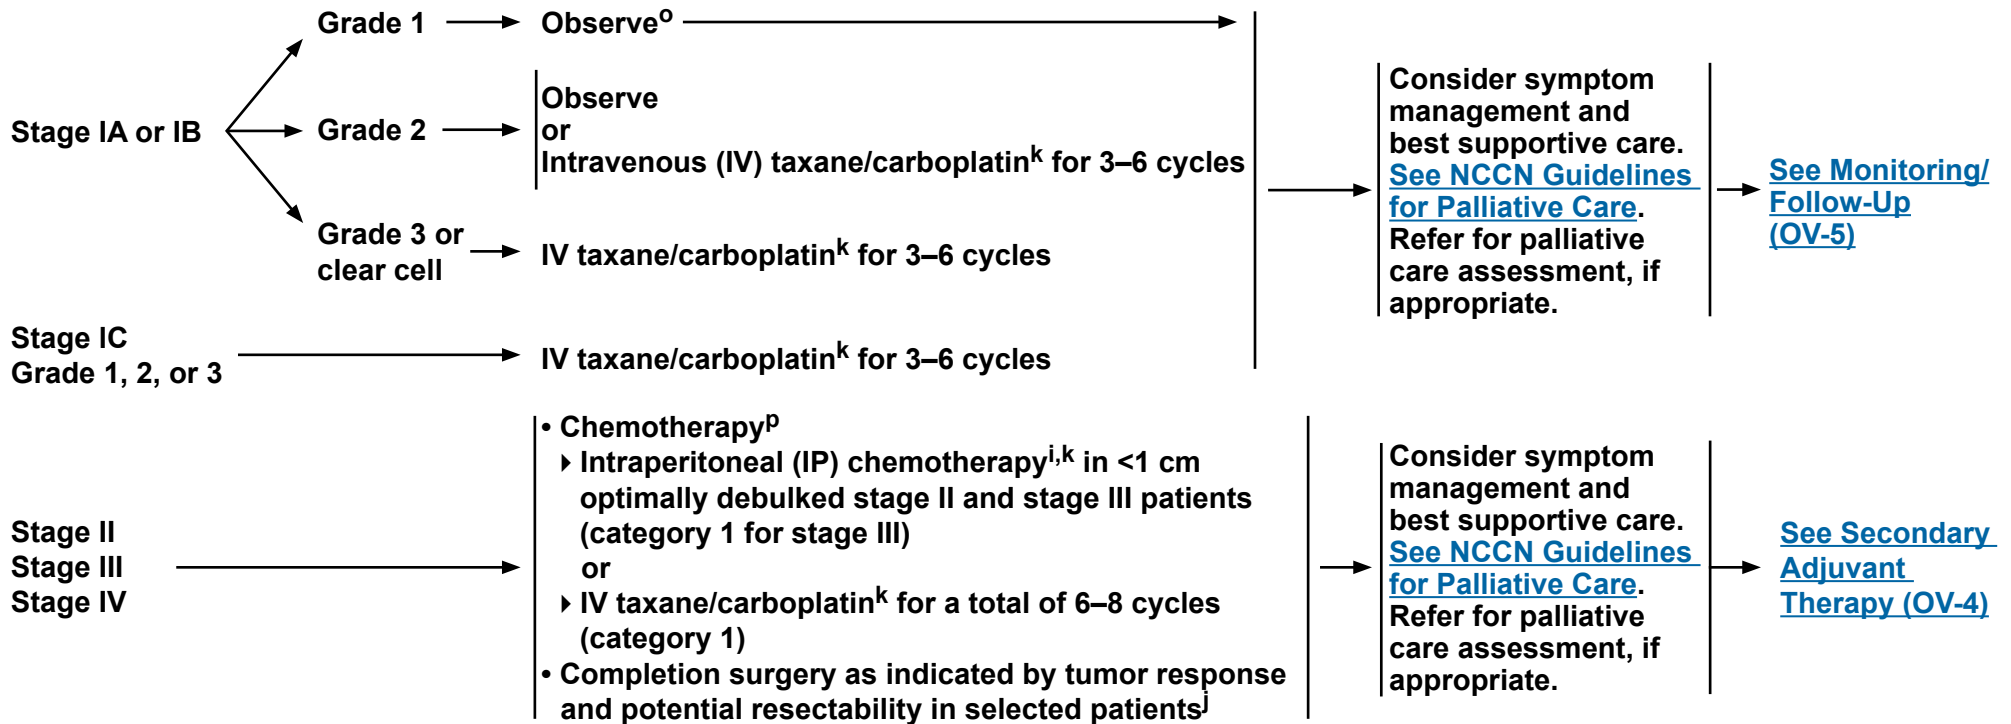 Grade 1
Observeᵒ
Stage IA or IB
Grade 2
Observe
or
Intravenous (IV) taxane/carboplatinᵏ for 3–6 cycles
Grade 3 or
clear cell
IV taxane/carboplatinᵏ for 3–6 cycles
Stage IC
Grade 1, 2, or 3
IV taxane/carboplatinᵏ for 3–6 cycles
Consider symptom
management and
best supportive care.
See NCCN Guidelines
for Palliative Care.
Refer for palliative
care assessment, if
appropriate.
See Monitoring/
Follow-Up
(OV-5)
Stage II
Stage III
Stage IV
• Chemotherapyᵖ
▸ Intraperitoneal (IP) chemotherapyⁱ,ᵏ in <1 cm
optimally debulked stage II and stage III patients
(category 1 for stage III)
or
▸ IV taxane/carboplatinᵏ for a total of 6–8 cycles
(category 1)
• Completion surgery as indicated by tumor response
and potential resectability in selected patientsʲ
Consider symptom
management and
best supportive care.
See NCCN Guidelines
for Palliative Care.
Refer for palliative
care assessment, if
appropriate.
See Secondary
Adjuvant
Therapy (OV-4)